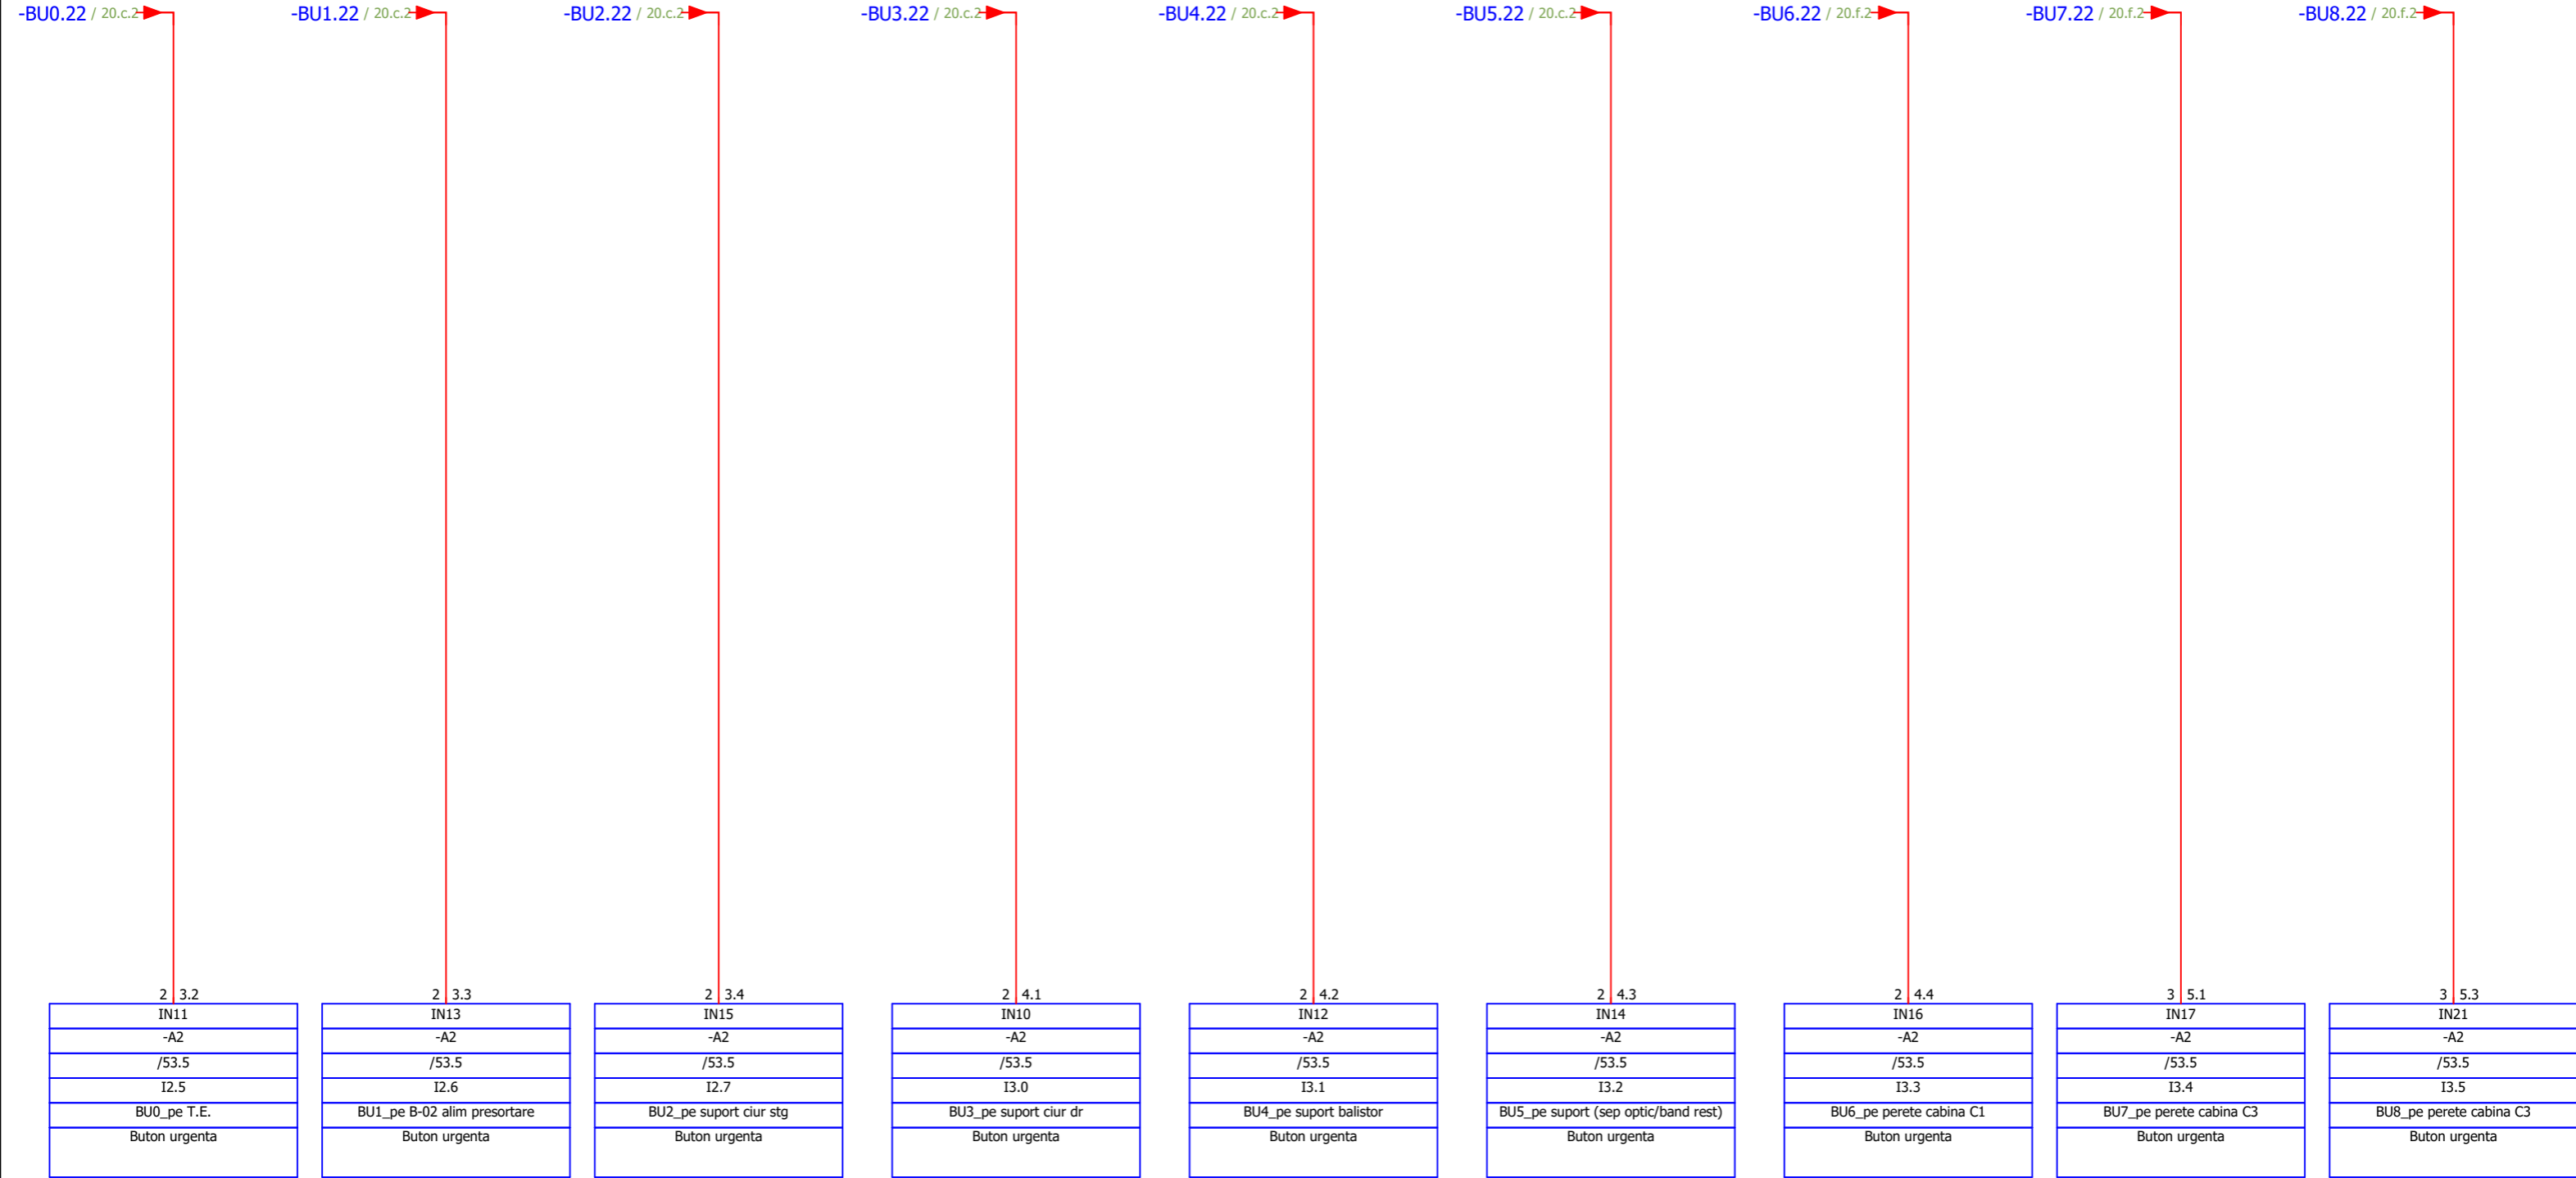 -BU0.22 / 20.c.2 -BU1.22 / 20.c.2 -BU2.22 / 20.c.2 -BU3.22 / 20.c.2 -BU4.22 / 20.c.2 -BU5.22 / 20.c.2 -BU6.22 / 20.f.2 -BU7.22 / 20.f.2 -BU8.22 / 20.f.2
2 3.2 2 3.3 2 3.4 2 4.1 2 4.2 2 4.3 2 4.4 3 5.1 3 5.3
IN11 IN13 IN15 IN10 IN12 IN14 IN16 IN17 IN21
-A2 -A2 -A2 -A2 -A2 -A2 -A2 -A2 -A2
/53.5 /53.5 /53.5 /53.5 /53.5 /53.5 /53.5 /53.5 /53.5
I2.5 I2.6 I2.7 I3.0 I3.1 I3.2 I3.3 I3.4 I3.5
BU0_pe T.E. BU1_pe B-02 alim presortare BU2_pe suport ciur stg BU3_pe suport ciur dr BU4_pe suport balistor BU5_pe suport (sep optic/band rest) BU6_pe perete cabina C1 BU7_pe perete cabina C3 BU8_pe perete cabina C3
Buton urgenta Buton urgenta Buton urgenta Buton urgenta Buton urgenta Buton urgenta Buton urgenta Buton urgenta Buton urgenta